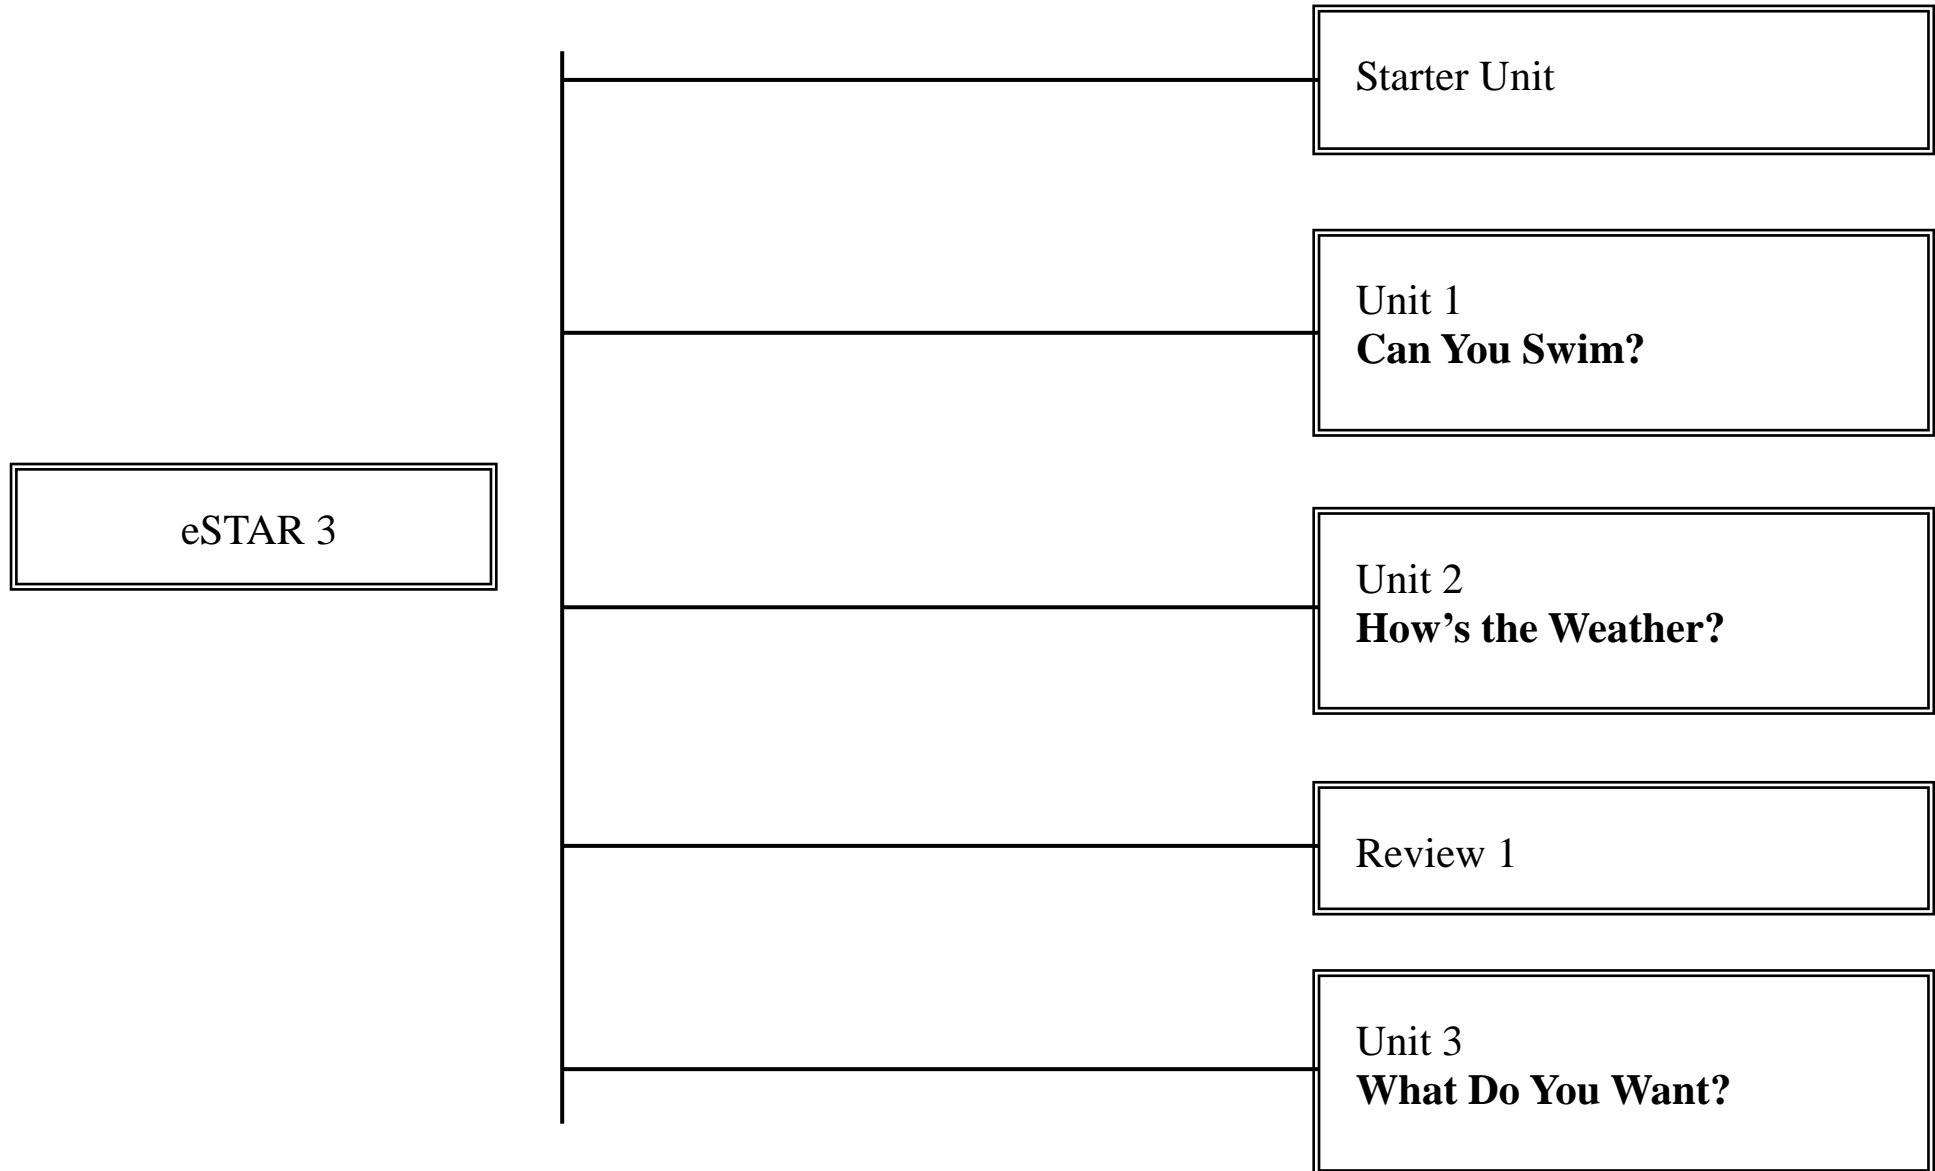 eSTAR 3
Starter Unit
Unit 1
Can You Swim?
Unit 2
How’s the Weather?
Review 1
Unit 3
What Do You Want?